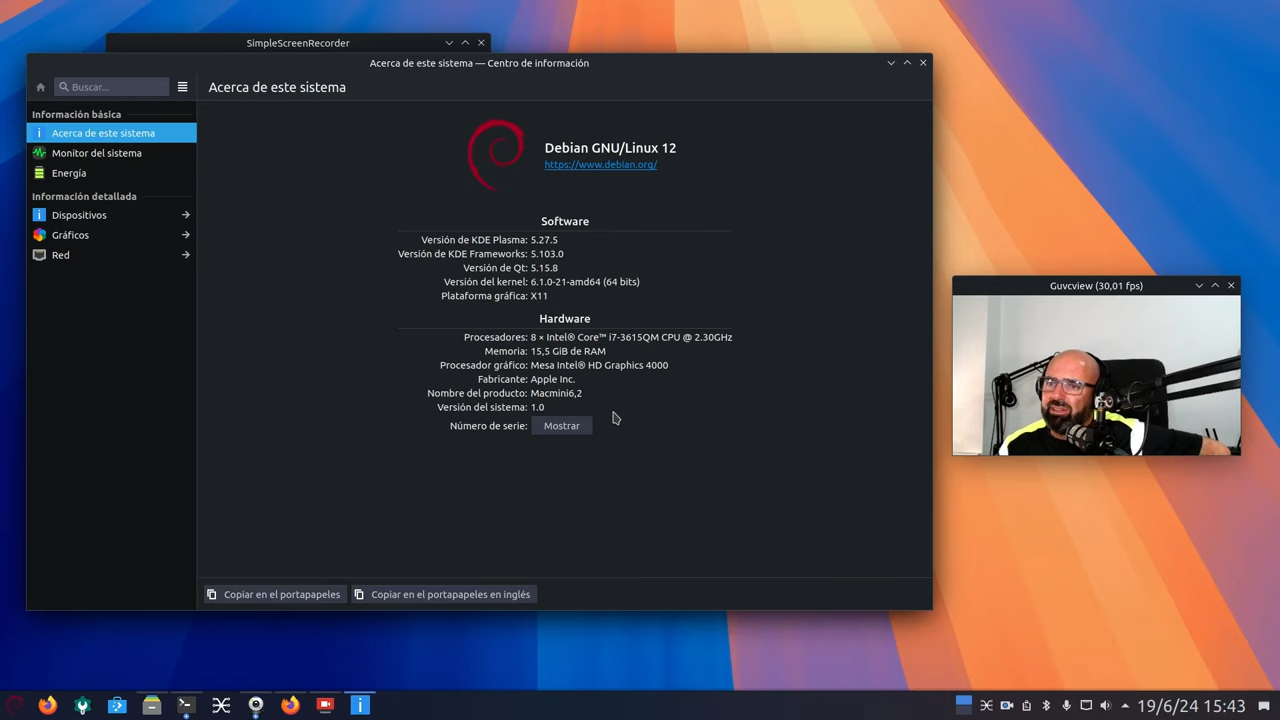 SimpleScreenRecorder
Acerca de este sistema — Centro de información
Buscar...
Acerca de este sistema
Información básica
Acerca de este sistema
Monitor del sistema
Energía
Información detallada
Dispositivos
Gráficos
Red
Debian GNU/Linux 12
https://www.debian.org/
Software
Versión de KDE Plasma: 5.27.5
Versión de KDE Frameworks: 5.103.0
Versión de Qt: 5.15.8
Versión del kernel: 6.1.0-21-amd64 (64 bits)
Plataforma gráfica: X11
Hardware
Procesadores: 8 × Intel® Core™ i7-3615QM CPU @ 2.30GHz
Memoria: 15,5 GiB de RAM
Procesador gráfico: Mesa Intel® HD Graphics 4000
Fabricante: Apple Inc.
Nombre del producto: Macmini6,2
Versión del sistema: 1.0
Número de serie: Mostrar
Copiar en el portapapeles
Copiar en el portapapeles en inglés
Guvcview (30,01 fps)
19/6/24 15:43